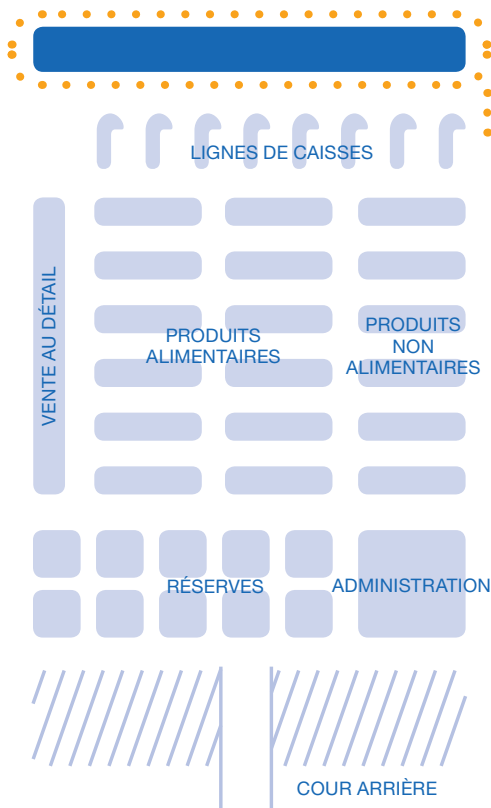 LIGNES DE CAISSES
VENTE AU DÉTAIL
PRODUITS
ALIMENTAIRES
PRODUITS
NON
ALIMENTAIRES
RÉSERVES
ADMINISTRATION
COUR ARRIÈRE